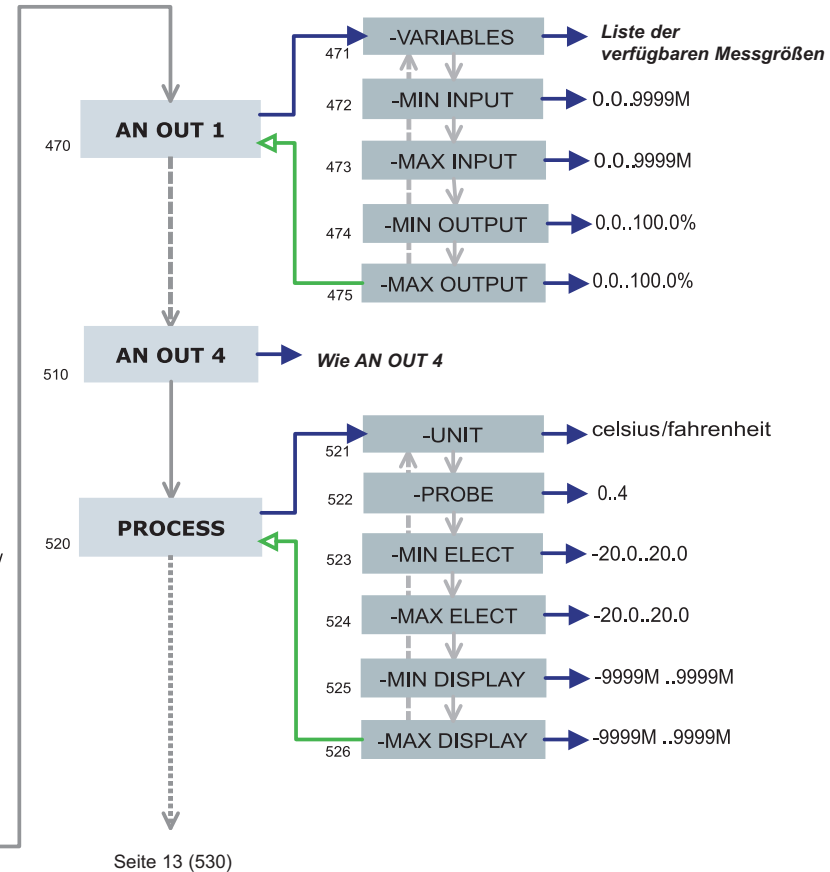 471
-VARIABLES
Liste der
verfügbaren Messgrößen
472
-MIN INPUT
0.0..9999M
470
AN OUT 1
473
-MAX INPUT
0.0..9999M
474
-MIN OUTPUT
0.0..100.0%
475
-MAX OUTPUT
0.0..100.0%
510
AN OUT 4
Wie AN OUT 4
521
-UNIT
celsius/fahrenheit
522
-PROBE
0..4
520
PROCESS
523
-MIN ELECT
-20.0..20.0
524
-MAX ELECT
-20.0..20.0
525
-MIN DISPLAY
-9999M ..9999M
526
-MAX DISPLAY
-9999M ..9999M
Seite 13 (530)